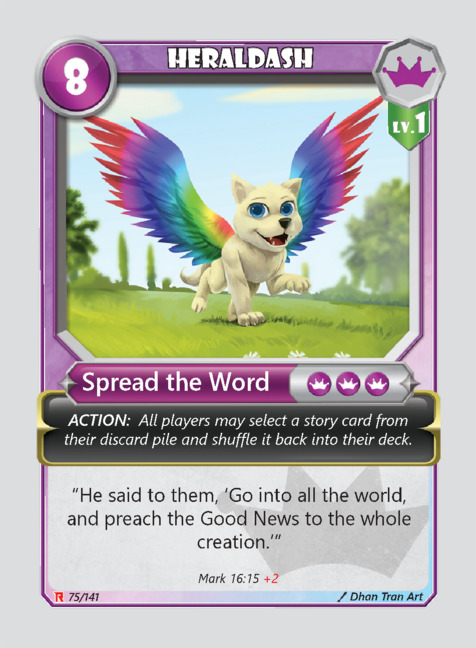 8
HERALDASH
LV.1
Spread the Word
ACTION: All players may select a story card from
their discard pile and shuffle it back into their deck.
“He said to them, ‘Go into all the world,
and preach the Good News to the whole
creation.’”
Mark 16:15 +2
R 75/141
Dhan Tran Art